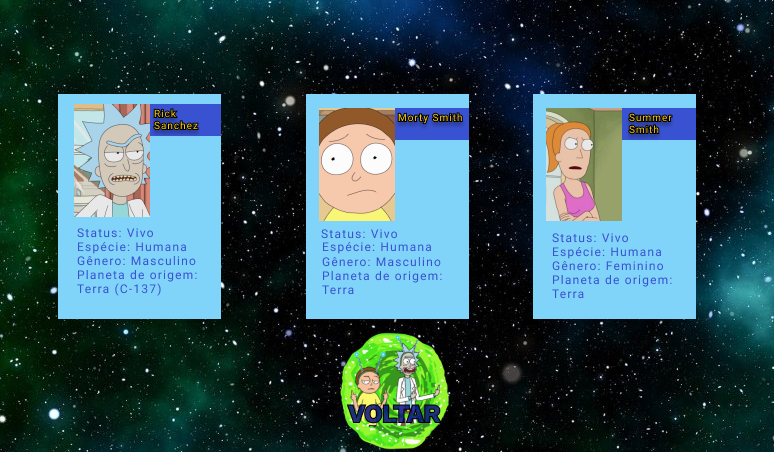 Rick
Sanchez
Status: Vivo
Espécie: Humana
Gênero: Masculino
Planeta de origem:
Terra (C-137)
Morty Smith
Status: Vivo
Espécie: Humana
Gênero: Masculino
Planeta de origem:
Terra
Summer
Smith
Status: Vivo
Espécie: Humana
Gênero: Feminino
Planeta de origem:
Terra
VOLTAR